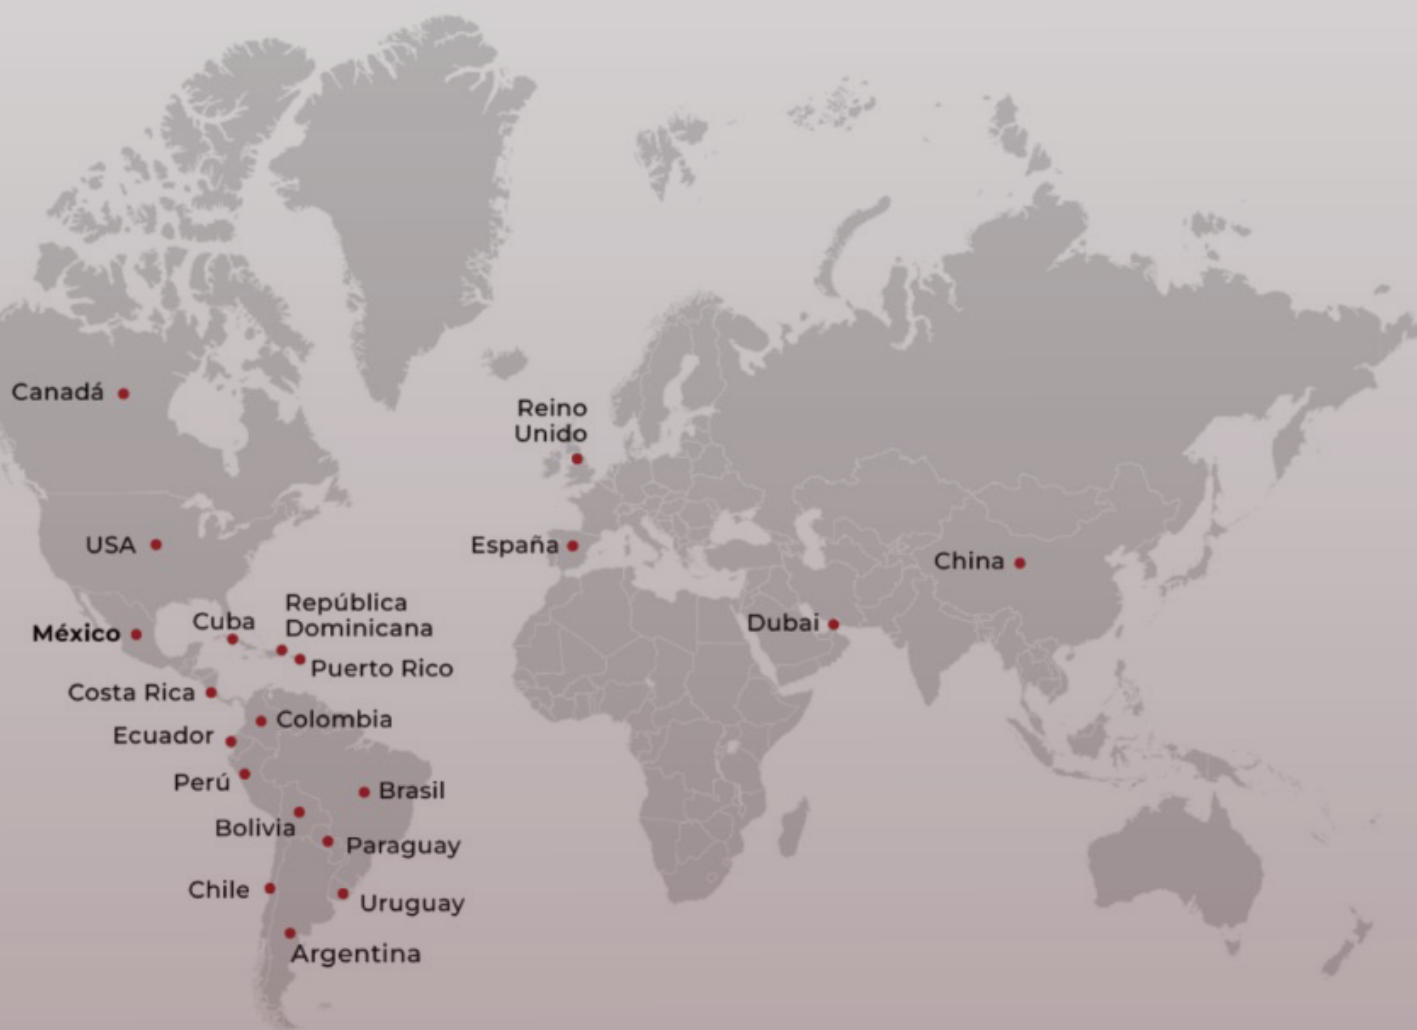 Canadá
Reino
Unido
USA
España
China
República
Dominicana
Cuba
México
Dubai
Puerto Rico
Costa Rica
Colombia
Ecuador
Perú
Brasil
Bolivia
Paraguay
Chile
Uruguay
Argentina